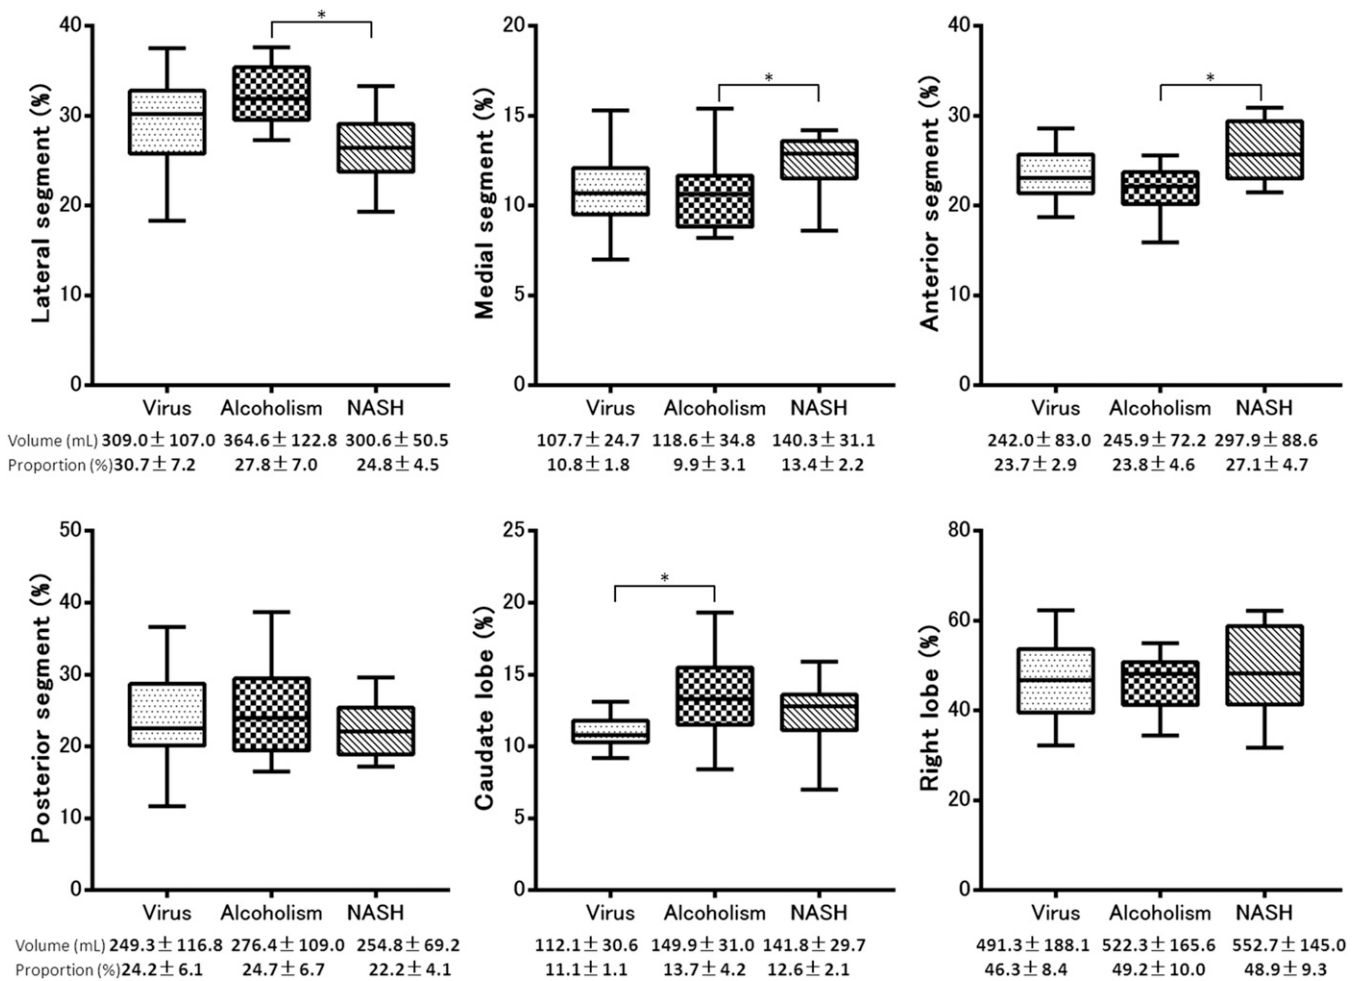 40
30
20
10
0
Lateral segment (%)
*
Virus Alcoholism NASH
Volume (mL) 309.0±107.0 364.6±122.8 300.6±50.5
Proportion (%) 30.7±7.2 27.8±7.0 24.8±4.5
20
15
10
5
0
Medial segment (%)
*
Virus Alcoholism NASH
107.7±24.7 118.6±34.8 140.3±31.1
10.8±1.8 9.9±3.1 13.4±2.2
40
30
20
10
0
Anterior segment (%)
*
Virus Alcoholism NASH
242.0±83.0 245.9±72.2 297.9±88.6
23.7±2.9 23.8±4.6 27.1±4.7
50
40
30
20
10
0
Posterior segment (%)
Virus Alcoholism NASH
Volume (mL) 249.3±116.8 276.4±109.0 254.8±69.2
Proportion (%) 24.2±6.1 24.7±6.7 22.2±4.1
25
20
15
10
5
0
Caudate lobe (%)
*
Virus Alcoholism NASH
112.1±30.6 149.9±31.0 141.8±29.7
11.1±1.1 13.7±4.2 12.6±2.1
80
60
40
20
0
Right lobe (%)
Virus Alcoholism NASH
491.3±188.1 522.3±165.6 552.7±145.0
46.3±8.4 49.2±10.0 48.9±9.3